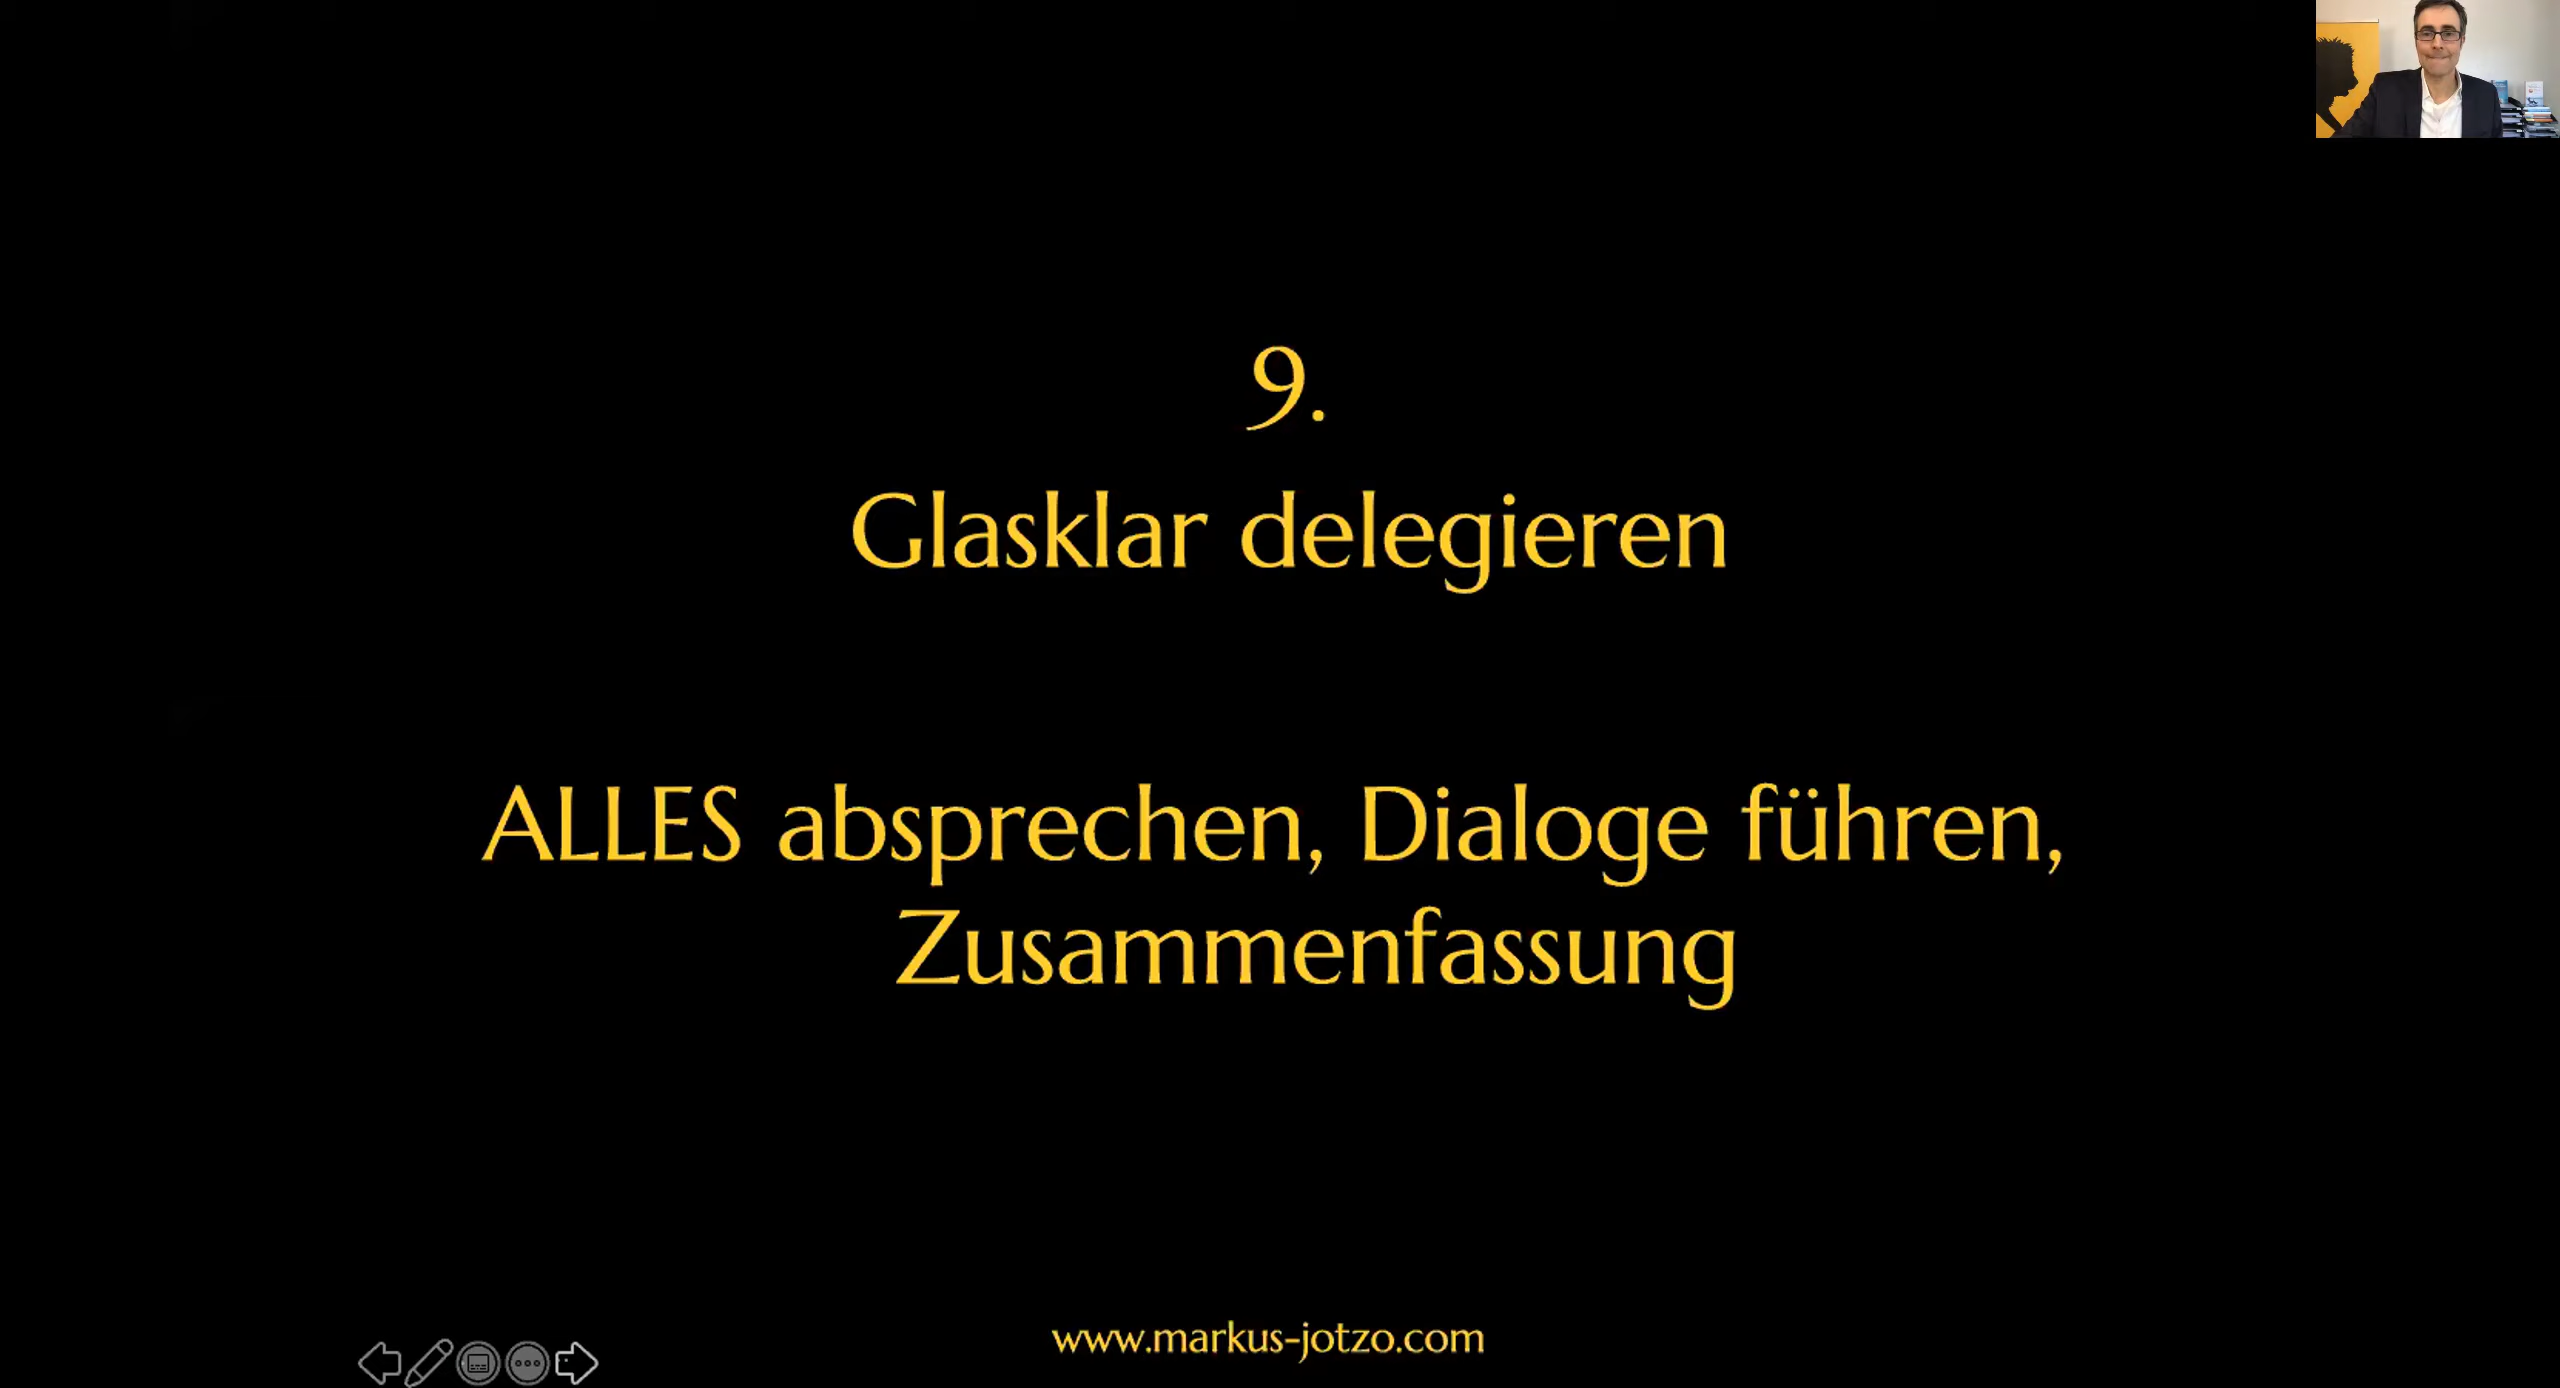 9.
Glasklar delegieren
ALLES absprechen, Dialoge führen,
Zusammenfassung
www.markus-jotzo.com